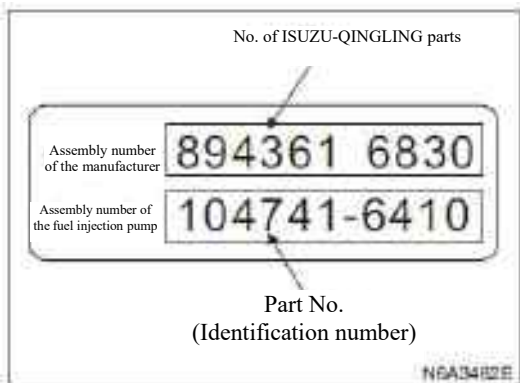 No. of ISUZU-QINGLING parts
Assembly number
of the manufacturer
894361 6830
Assembly number of
the fuel injection pump
104741-6410
Part No.
(Identification number)
N6A3482E